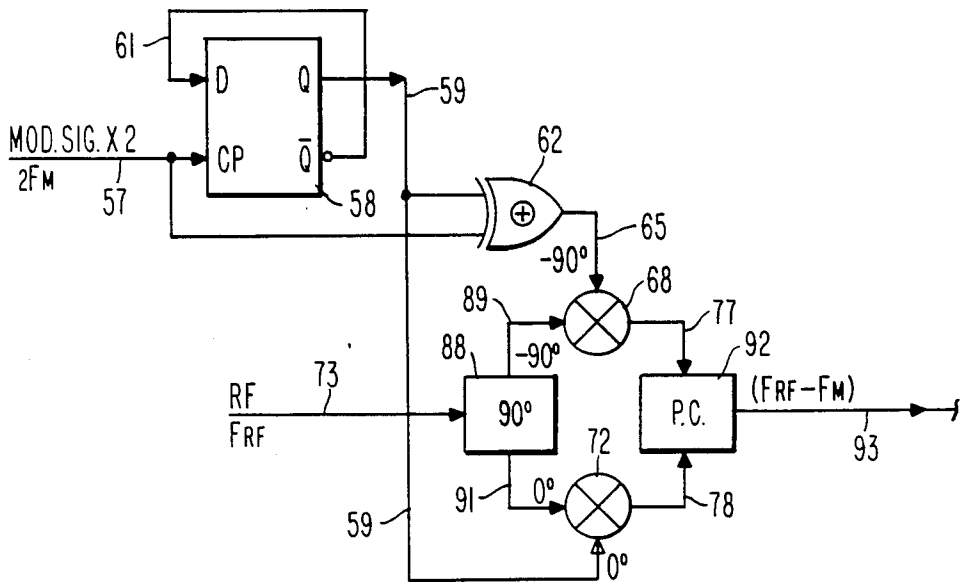 61
D
Q
59
MOD. SIG. X 2
2FM
57
CP
Q̅
58
62
+
65
-90°
68
89
-90°
77
88
92
RF
FRF
73
90°
P.C.
(FRF-FM)
93
72
91
0°
78
59
0°